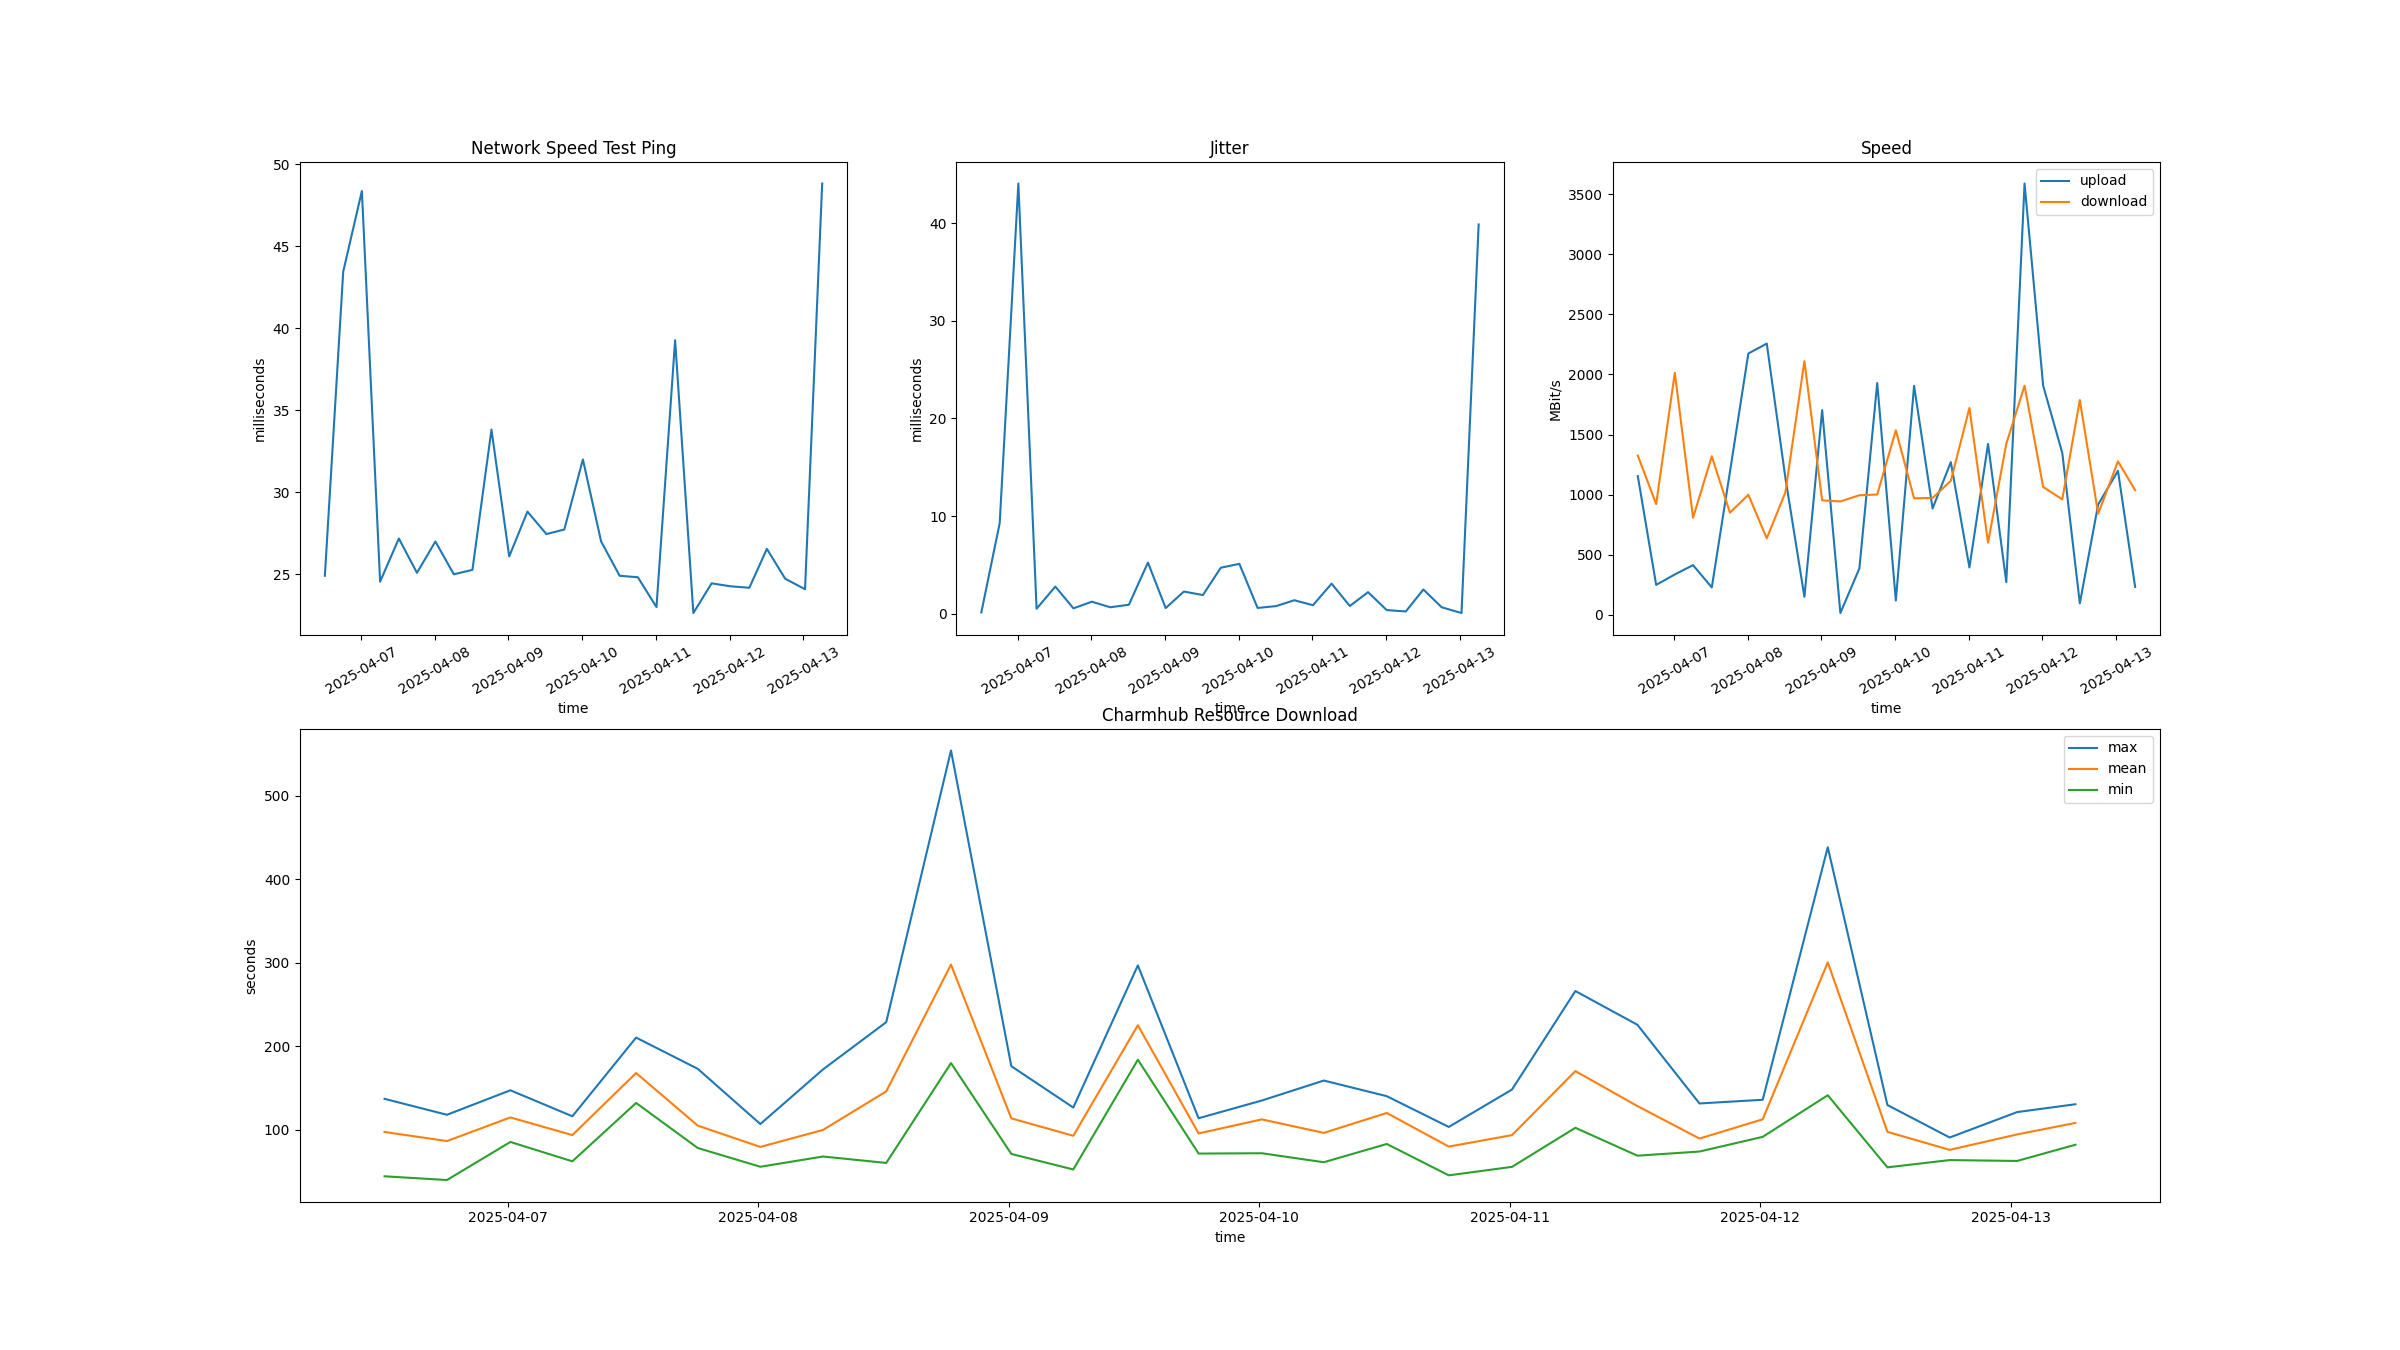 Network Speed Test Ping
50
45
40
35
30
25
milliseconds
2025-04-07 2025-04-08 2025-04-09 2025-04-10 2025-04-11 2025-04-12 2025-04-13
time
Jitter
40
30
20
10
0
milliseconds
2025-04-07 2025-04-08 2025-04-09 2025-04-10 2025-04-11 2025-04-12 2025-04-13
time
Speed
upload
download
3500
3000
2500
2000
1500
1000
500
0
MBit/s
2025-04-07 2025-04-08 2025-04-09 2025-04-10 2025-04-11 2025-04-12 2025-04-13
time
Charmhub Resource Download
max
mean
min
500
400
300
200
100
seconds
2025-04-07 2025-04-08 2025-04-09 2025-04-10 2025-04-11 2025-04-12 2025-04-13
time